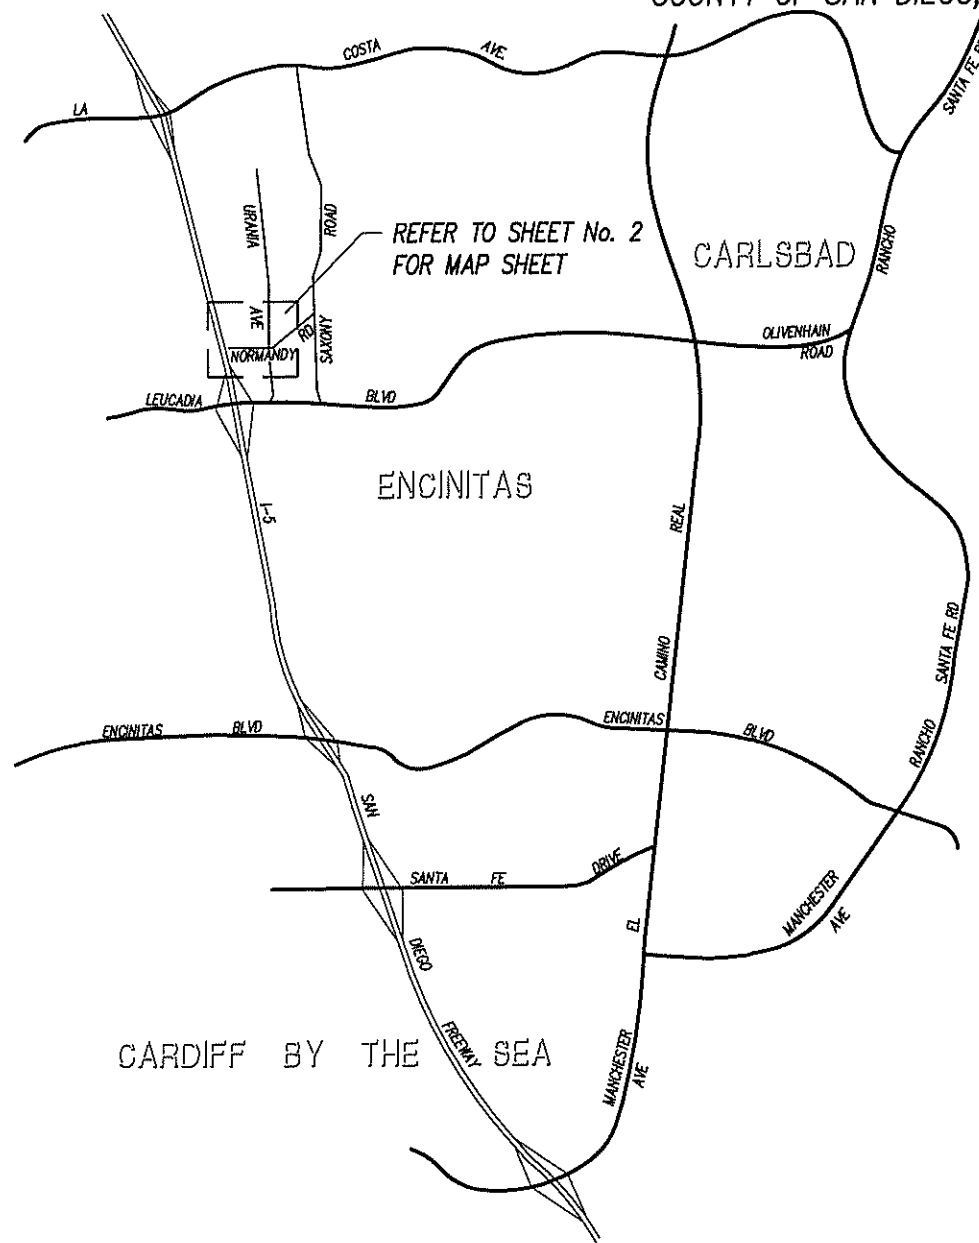 COUNTY OF SAN DIEGO,
COSTA
AVE.
SANTA FE
LA
URANIA
ROAD
REFER TO SHEET No. 2
FOR MAP SHEET
CARLSBAD
RANCHO
AVE
RD
SAXONY
NORMANDY
OLIVENHAIN
ROAD
LEUCADIA
BLVD
ENCINITAS
I-5
REAL
CAMINO
SANTA FE RD
RANCHO
ENCINITAS
BLVD
ENCINITAS
BLVD
SAN
DRIVE
SANTA
FE
MANCHESTER
AVE
EL
DIEGO
FREEWAY
CARDIFF BY THE SEA
MANCHESTER
AVE